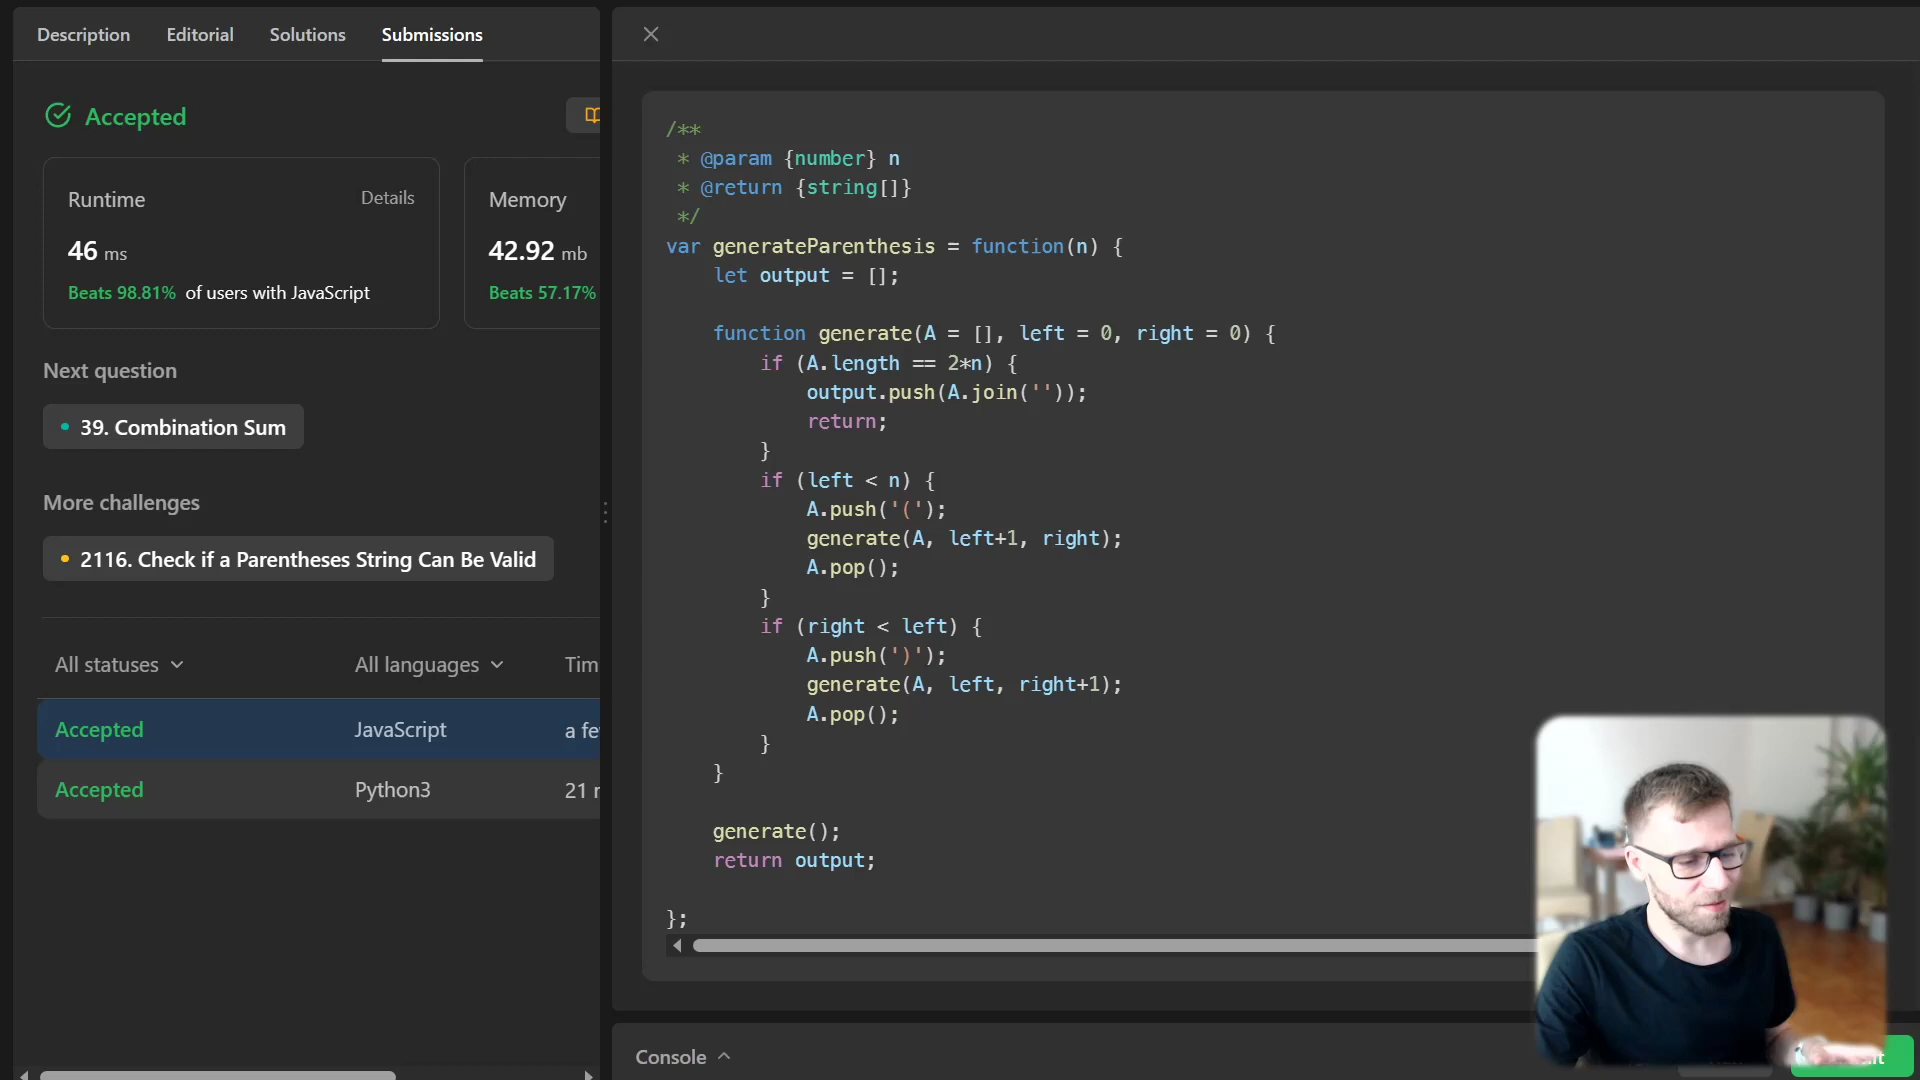 Description Editorial Solutions Submissions
Accepted
Runtime Details
46 ms
Beats 98.81% of users with JavaScript
Memory
42.92 mb
Beats 57.17%
Next question
39. Combination Sum
More challenges
2116. Check if a Parentheses String Can Be Valid
All statuses All languages Tim
Accepted JavaScript a fe
Accepted Python3 21
/**
 * @param {number} n
 * @return {string[]}
 */
var generateParenthesis = function(n) {
    let output = [];
    function generate(A = [], left = 0, right = 0) {
        if (A.length == 2*n) {
            output.push(A.join(''));
            return;
        }
        if (left < n) {
            A.push('(');
            generate(A, left+1, right);
            A.pop();
        }
        if (right < left) {
            A.push(')');
            generate(A, left, right+1);
            A.pop();
        }
    }
    generate();
    return output;
};
Console